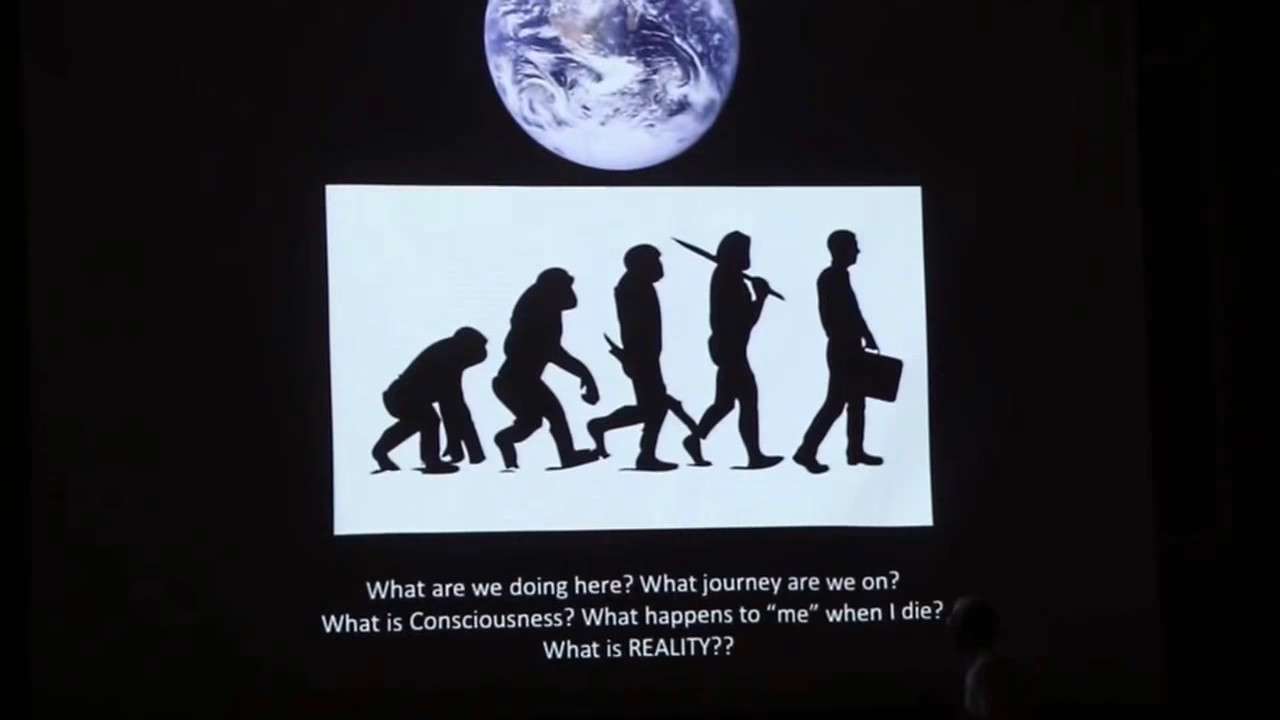 What are we doing here? What journey are we on?
What is Consciousness? What happens to “me” when I die?
What is REALITY??